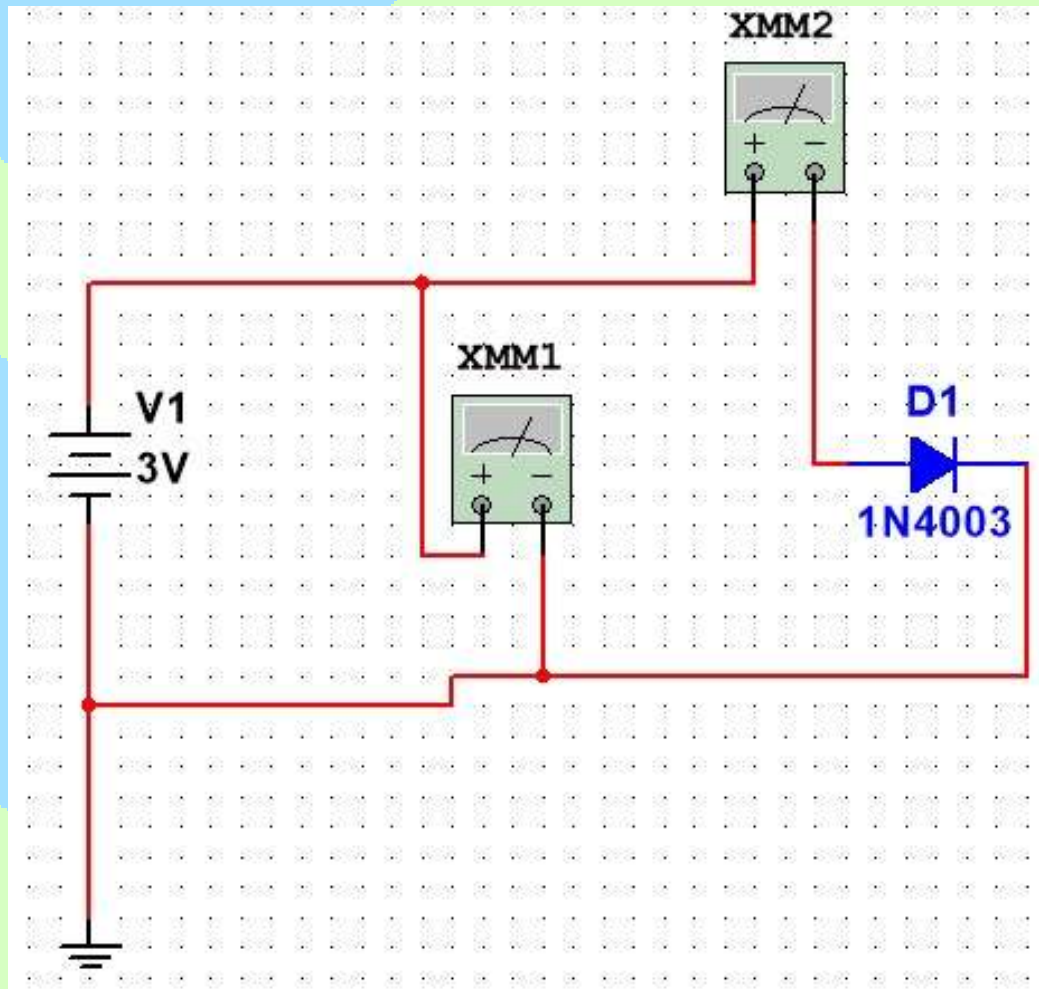 XMM2
+ −
XMM1
+ −
V1
3V
D1
1N4003